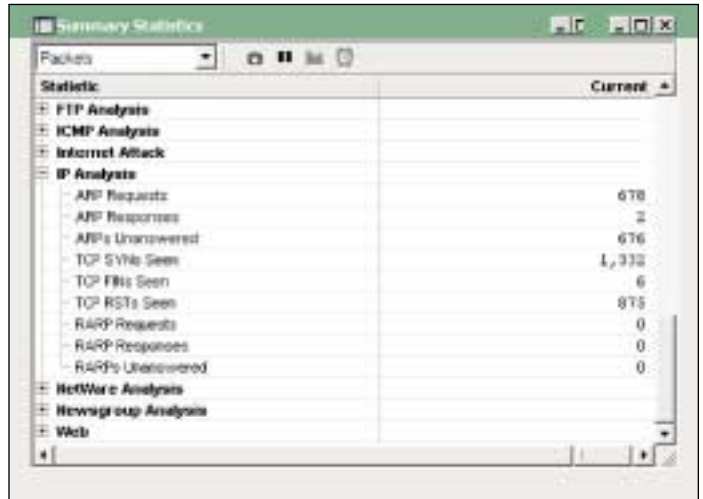 Summary Statistics
Packets
Statistic Current
FTP Analysis
ICMP Analysis
Internet Attack
IP Analysis
ARP Requests 678
ARP Responses 2
ARPs Unanswered 676
TCP SYNs Seen 1,332
TCP FINs Seen 6
TCP RSTs Seen 875
RARP Requests 0
RARP Responses 0
RARPs Unanswered 0
NetWare Analysis
Newsgroup Analysis
Web